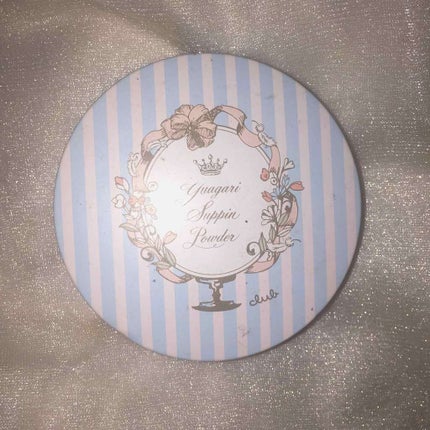 Yuagari
Suppin
Powder
club